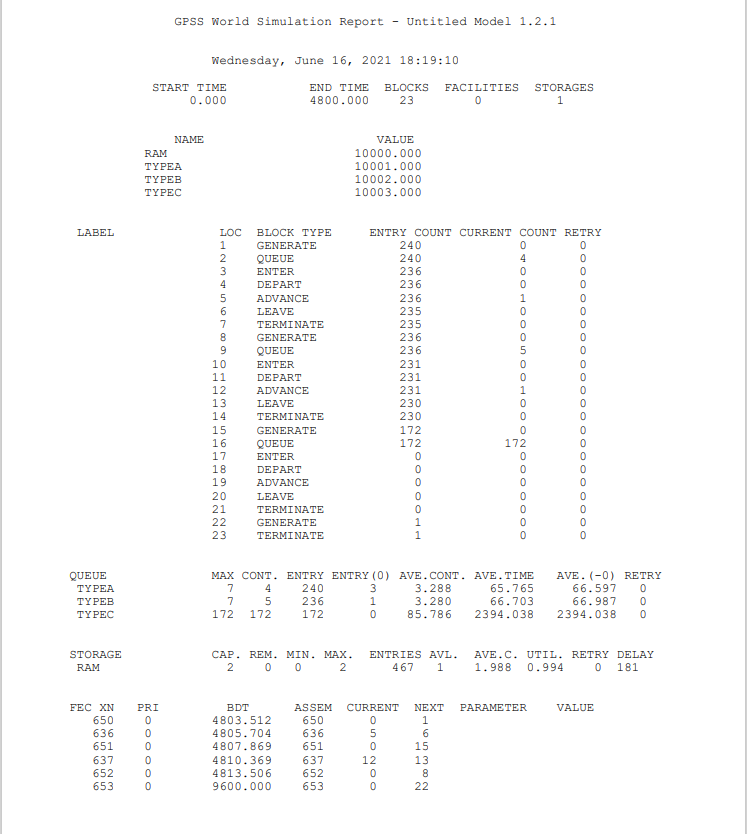 GPSS World Simulation Report - Untitled Model 1.2.1
Wednesday, June 16, 2021 18:19:10
START TIME END TIME BLOCKS FACILITIES STORAGES
0.000 4800.000 23 0 1
NAME VALUE
RAM 10000.000
TYPEA 10001.000
TYPEB 10002.000
TYPEC 10003.000
LABEL LOC BLOCK TYPE ENTRY COUNT CURRENT COUNT RETRY
1 GENERATE 240 0 0
2 QUEUE 240 4 0
3 ENTER 236 0 0
4 DEPART 236 0 0
5 ADVANCE 236 1 0
6 LEAVE 235 0 0
7 TERMINATE 235 0 0
8 GENERATE 236 0 0
9 QUEUE 236 5 0
10 ENTER 231 0 0
11 DEPART 231 0 0
12 ADVANCE 231 1 0
13 LEAVE 230 0 0
14 TERMINATE 230 0 0
15 GENERATE 172 0 0
16 QUEUE 172 172 0
17 ENTER 0 0 0
18 DEPART 0 0 0
19 ADVANCE 0 0 0
20 LEAVE 0 0 0
21 TERMINATE 0 0 0
22 GENERATE 1 0 0
23 TERMINATE 1 0 0
QUEUE MAX CONT. ENTRY ENTRY(0) AVE.CONT. AVE.TIME AVE.(-0) RETRY
TYPEA 7 4 240 3 3.288 65.765 66.597 0
TYPEB 7 5 236 1 3.280 66.703 66.987 0
TYPEC 172 172 172 0 85.786 2394.038 2394.038 0
STORAGE CAP. REM. MIN. MAX. ENTRIES AVL. AVE.C. UTIL. RETRY DELAY
RAM 2 0 0 2 467 1 1.988 0.994 0 181
FEC XN PRI BDT ASSEM CURRENT NEXT PARAMETER VALUE
650 0 4803.512 650 0 1
636 0 4805.704 636 5 6
651 0 4807.869 651 0 15
637 0 4810.369 637 12 13
652 0 4813.506 652 0 8
653 0 9600.000 653 0 22